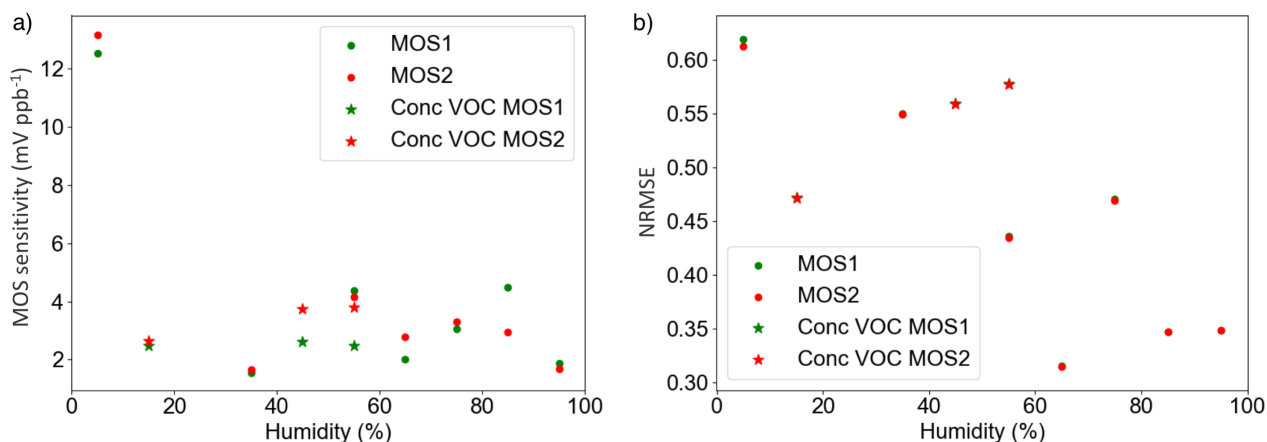 a)
MOS sensitivity (mV ppb⁻¹)
12
10
8
6
4
2
0
20
40
60
80
100
Humidity (%)
MOS1
MOS2
Conc VOC MOS1
Conc VOC MOS2
b)
NRMSE
0.60
0.55
0.50
0.45
0.40
0.35
0.30
0
20
40
60
80
100
Humidity (%)
MOS1
MOS2
Conc VOC MOS1
Conc VOC MOS2